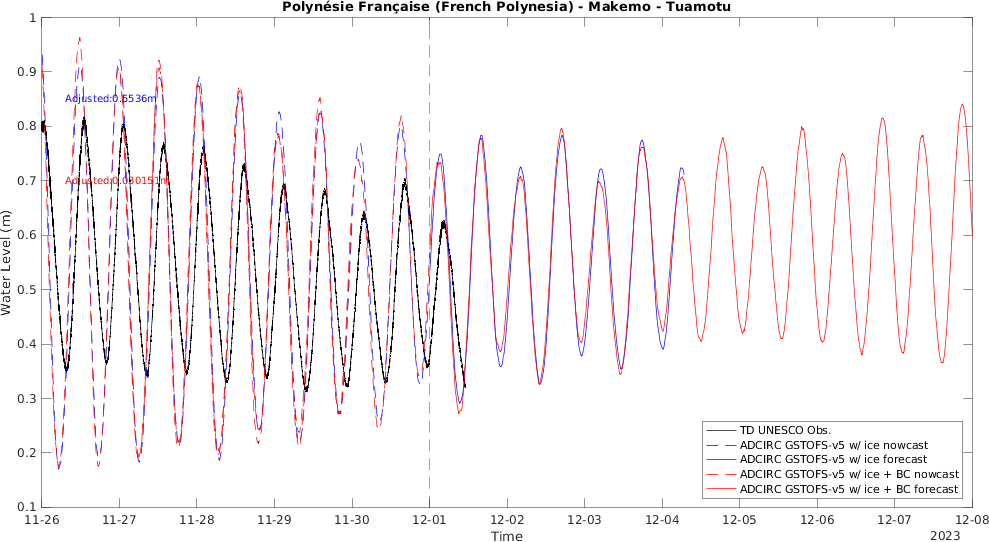 Polynésie Française (French Polynesia) - Makemo - Tuamotu
1
0.9
0.8
0.7
0.6
0.5
0.4
0.3
0.2
0.1
Water Level (m)
Adjusted:0.5536m
TD UNESCO Obs.
ADCIRC GSTOFS-v5 w/ ice nowcast
ADCIRC GSTOFS-v5 w/ ice forecast
ADCIRC GSTOFS-v5 w/ ice + BC nowcast
ADCIRC GSTOFS-v5 w/ ice + BC forecast
11-26 11-27 11-28 11-29 11-30 12-01 12-02 12-03 12-04 12-05 12-06 12-07 12-08
Time
2023